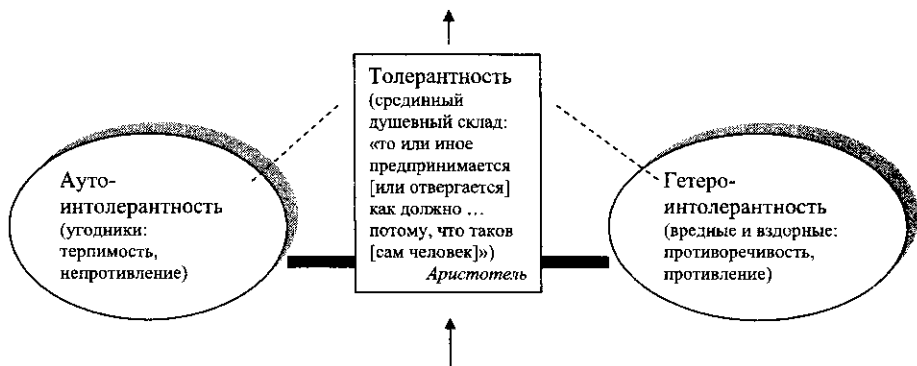 Толерантность
(срединный
душевный склад:
«то или иное
предпринимается
[или отвергается]
как должно ...
потому, что таков
[сам человек]»)
Аристотель
Ауто-
интолерантность
(угодники:
терпимость,
непротивление)
Гетеро-
интолерантность
(вредные и вздорные:
противоречивость,
противление)